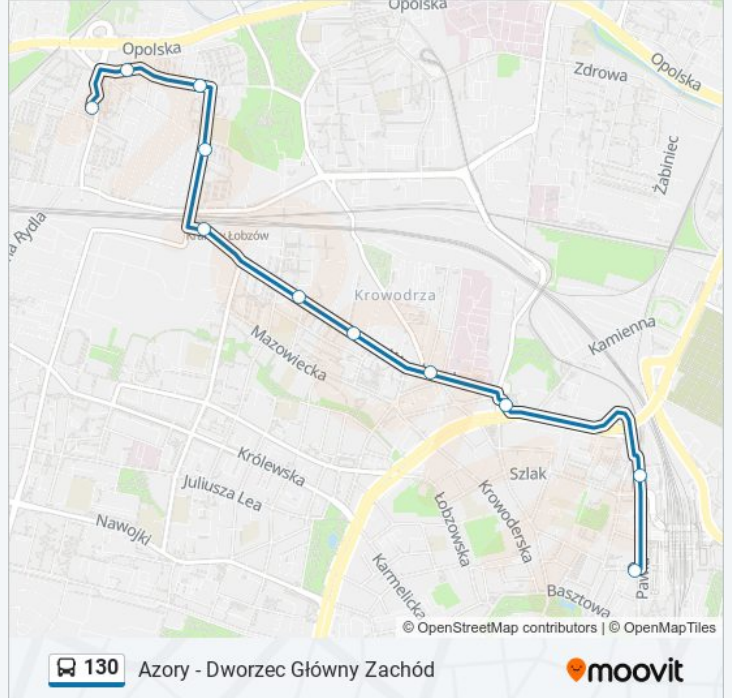 Opolska
Opolska
Opolska
Zdrowa
Żabiniec
Rydla
Łobzów
Krowodrza
Kamienna
Mazowiecka
Królewska
Szlak
Juliusza Lea
Krowoderska
Łobzowska
Nawojki
Karmelicka
Basztowa
© OpenStreetMap contributors | © OpenMapTiles
130 Azory - Dworzec Główny Zachód
moovit